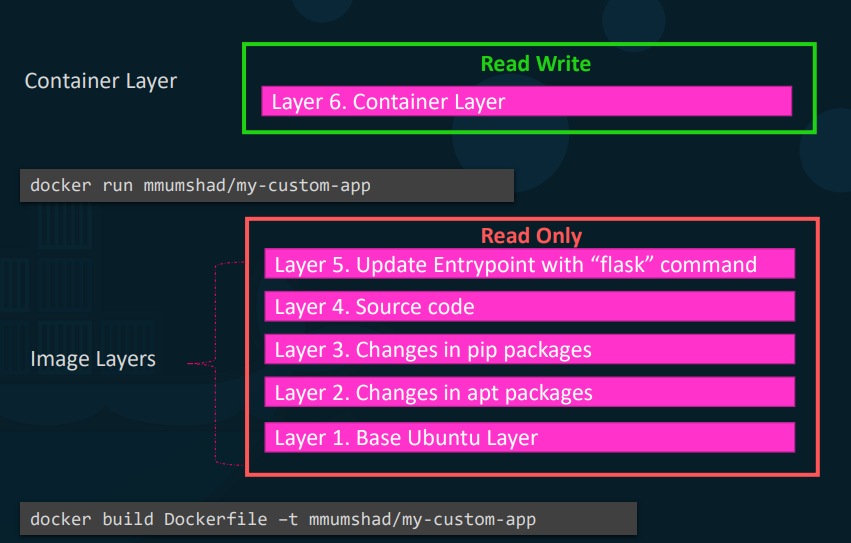 Read Write
Container Layer
Layer 6. Container Layer
docker run mmumshad/my-custom-app
Read Only
Layer 5. Update Entrypoint with “flask” command
Layer 4. Source code
Layer 3. Changes in pip packages
Image Layers
Layer 2. Changes in apt packages
Layer 1. Base Ubuntu Layer
docker build Dockerfile –t mmumshad/my-custom-app